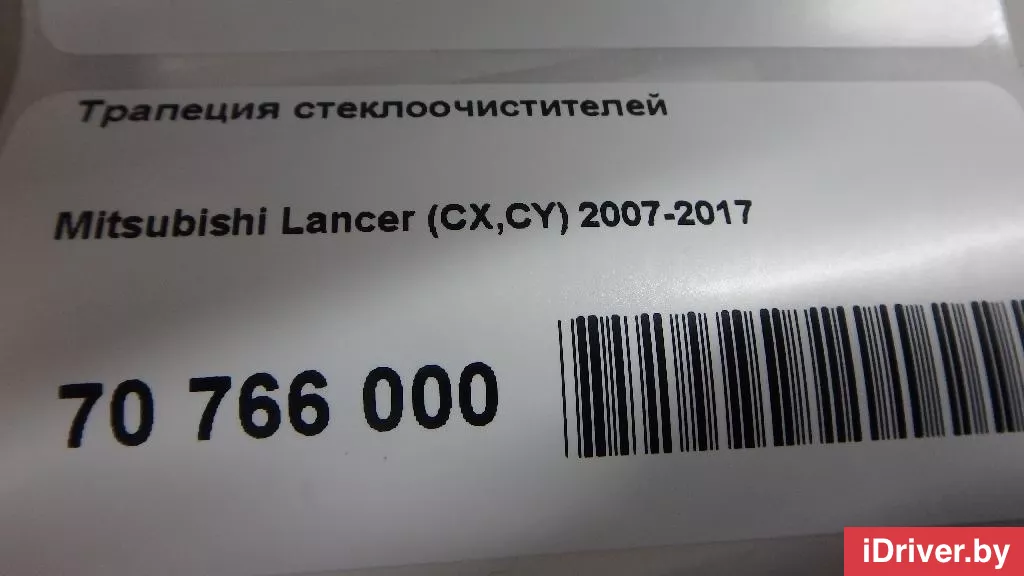 Трапеция стеклоочистителей
Mitsubishi Lancer (CX,CY) 2007-2017
70 766 000
iDriver.by